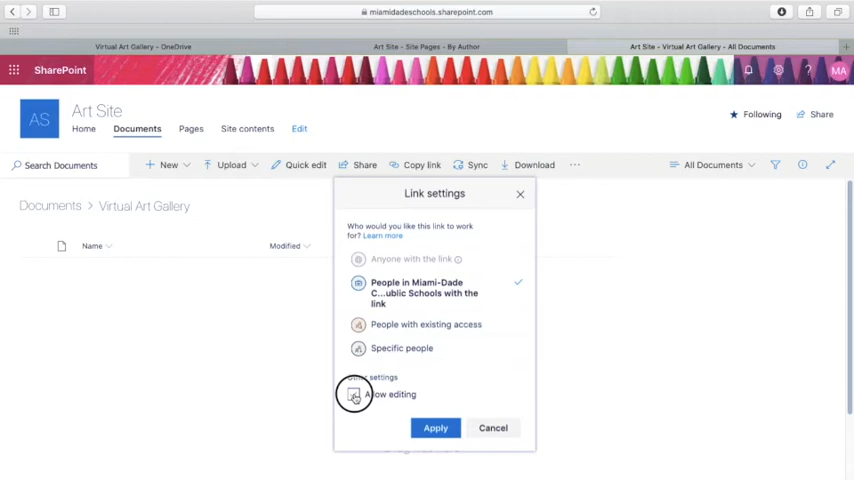 miamidadeschools.sharepoint.com
Virtual Art Gallery - OneDrive
Art Site - Site Pages - By Author
Art Site - Virtual Art Gallery - All Documents
SharePoint
MA
AS
Art Site
Following
Share
Home
Documents
Pages
Site contents
Edit
Search Documents
New
Upload
Quick edit
Share
Copy link
Sync
Download
All Documents
Documents > Virtual Art Gallery
Name
Modified
Link settings
Who would you like this link to work
for? Learn more
Anyone with the link
People in Miami-Dade
C...ublic Schools with the
link
People with existing access
Specific people
Other settings
Allow editing
Apply
Cancel